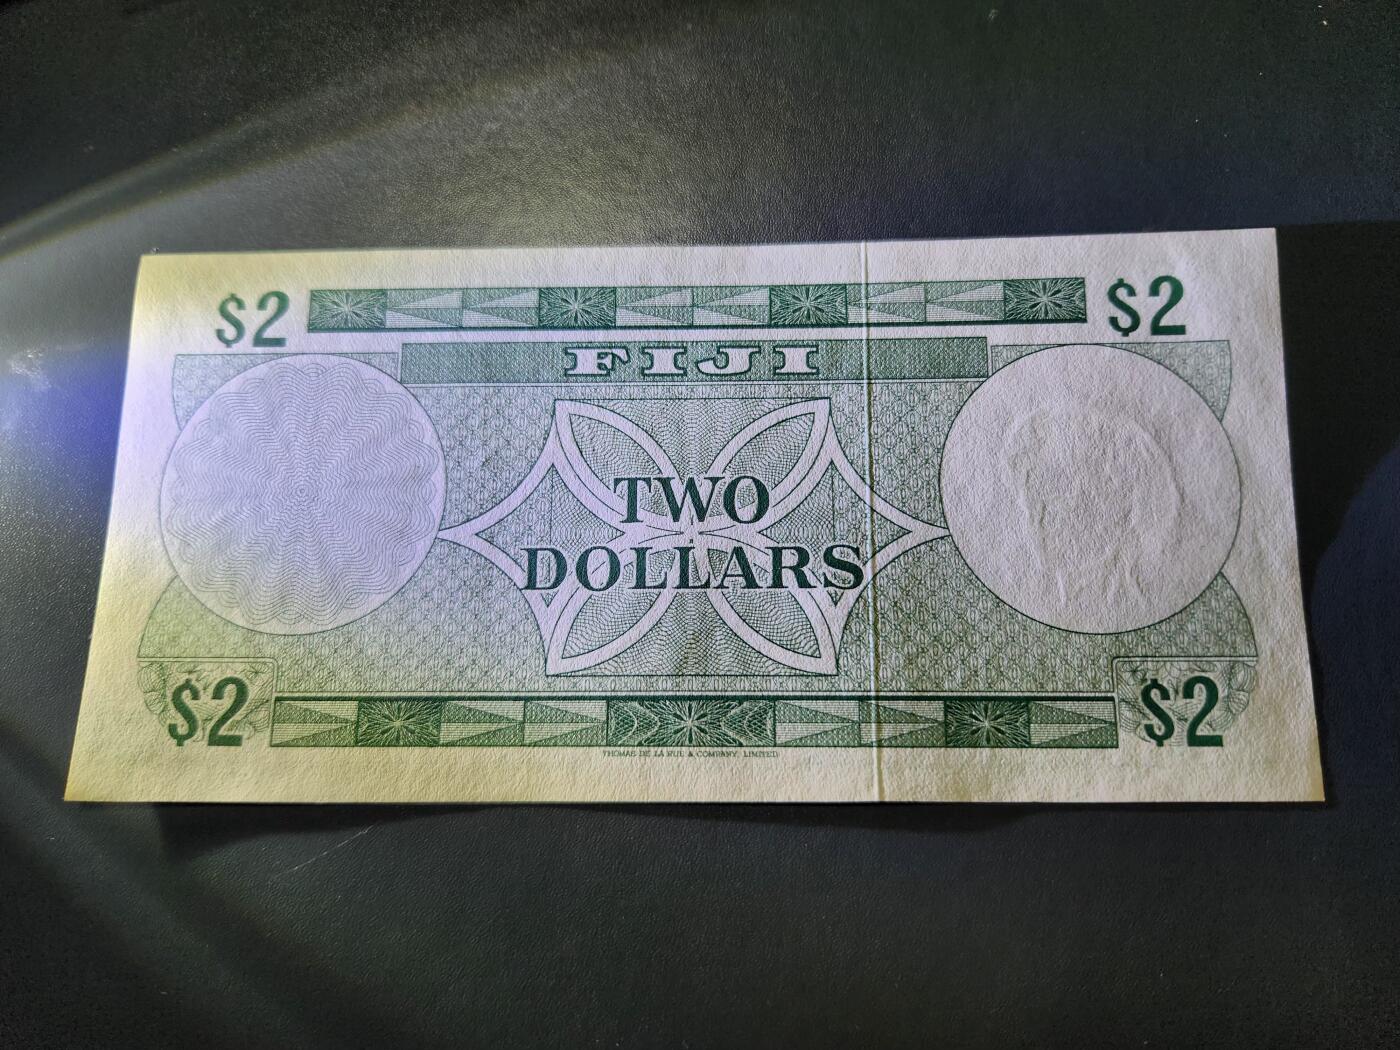 $2 $2
FIJI
TWO
DOLLARS
$2 $2
THOMAS DE LA RUE & COMPANY, LIMITED